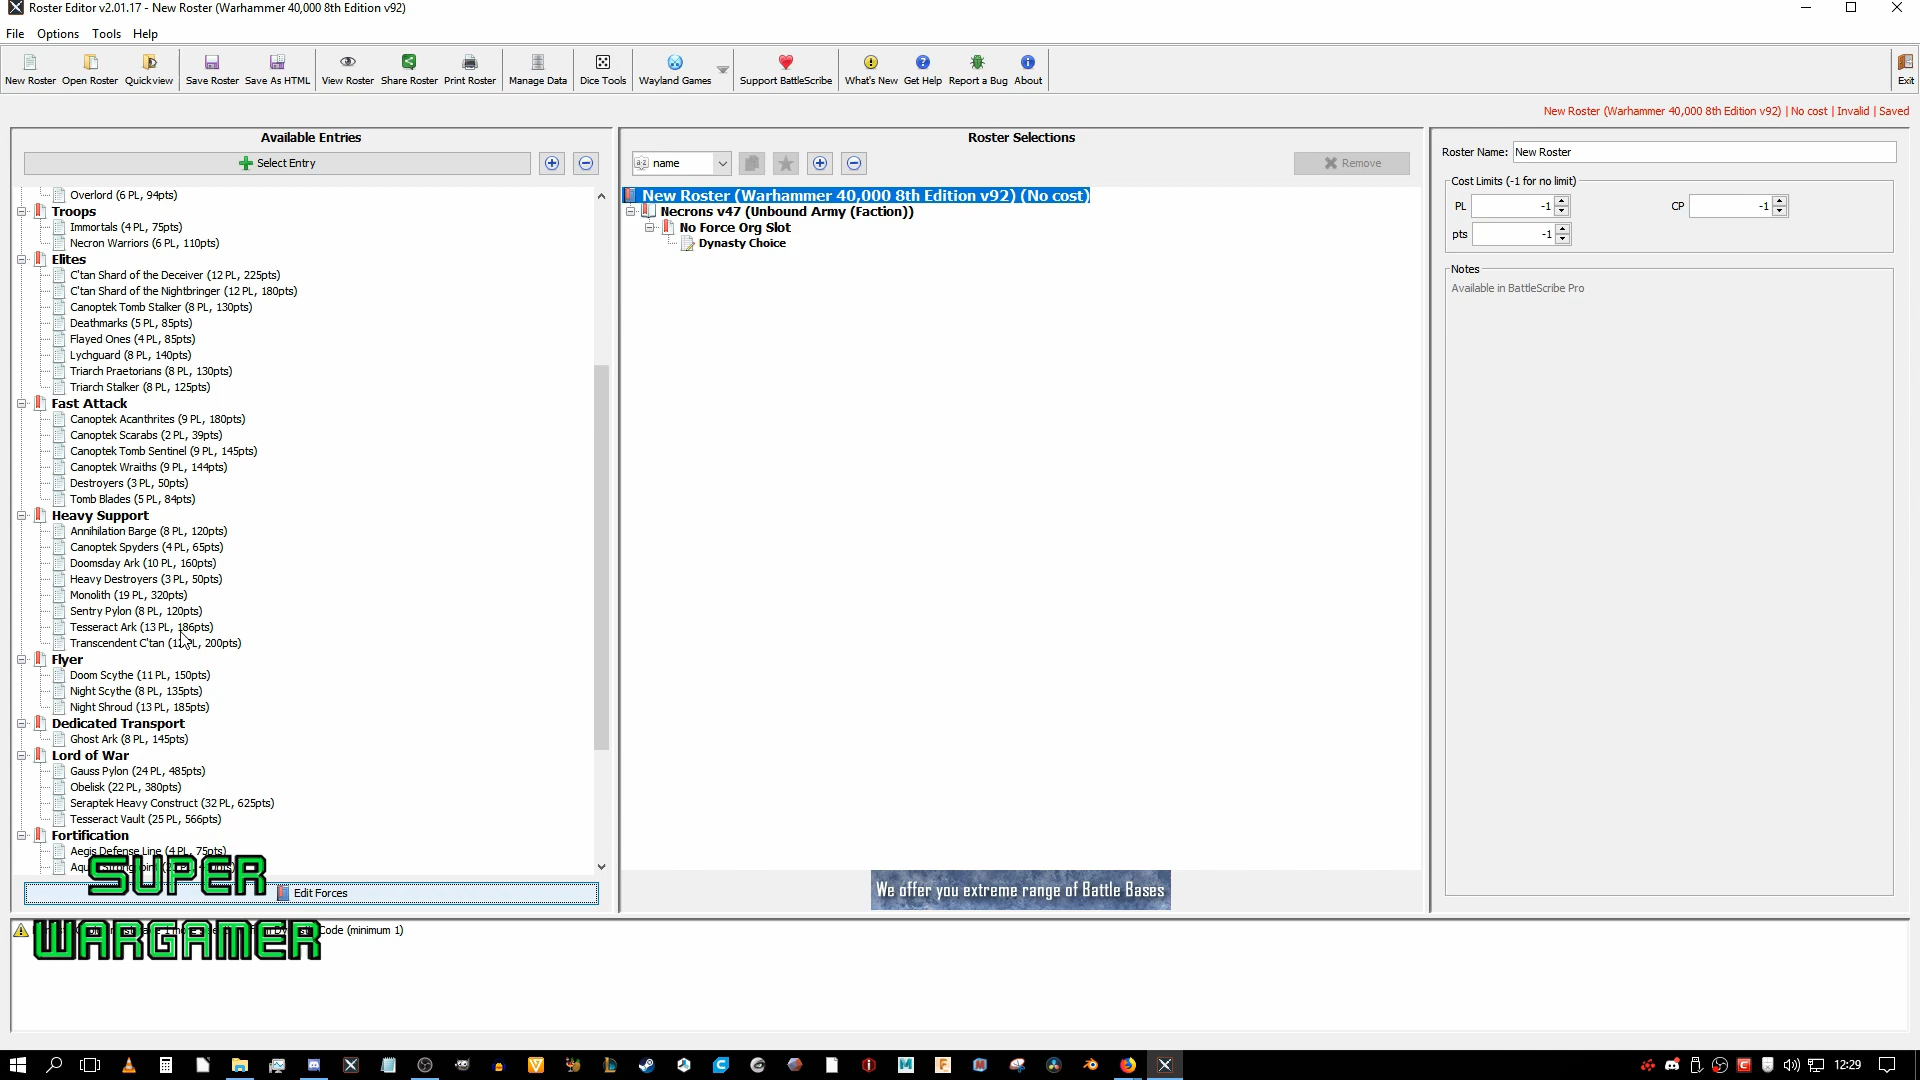 Roster Editor v2.01.17 - New Roster (Warhammer 40,000 8th Edition v92)
File Options Tools Help
New Roster Open Roster Quickview Save Roster Save As HTML View Roster Share Roster Print Roster Manage Data Dice Tools Wayland Games Support BattleScribe What's New Get Help Report a Bug About Exit
New Roster (Warhammer 40,000 8th Edition v92) | No cost | Invalid | Saved
Available Entries
Select Entry
Overlord (6 PL, 94pts)
Troops
Immortals (4 PL, 75pts)
Necron Warriors (6 PL, 110pts)
Elites
C'tan Shard of the Deceiver (12 PL, 225pts)
C'tan Shard of the Nightbringer (12 PL, 180pts)
Canoptek Tomb Stalker (8 PL, 130pts)
Deathmarks (5 PL, 85pts)
Flayed Ones (4 PL, 85pts)
Lychguard (8 PL, 140pts)
Triarch Praetorians (8 PL, 130pts)
Triarch Stalker (8 PL, 125pts)
Fast Attack
Canoptek Acanthrites (9 PL, 180pts)
Canoptek Scarabs (2 PL, 39pts)
Canoptek Tomb Sentinel (9 PL, 145pts)
Canoptek Wraiths (9 PL, 144pts)
Destroyers (3 PL, 50pts)
Tomb Blades (5 PL, 84pts)
Heavy Support
Annihilation Barge (8 PL, 120pts)
Canoptek Spyders (4 PL, 65pts)
Doomsday Ark (10 PL, 160pts)
Heavy Destroyers (3 PL, 50pts)
Monolith (19 PL, 320pts)
Sentry Pylon (8 PL, 120pts)
Tesseract Ark (13 PL, 186pts)
Transcendent C'tan PL, 200pts)
Flyer
Doom Scythe (11 PL, 150pts)
Night Scythe (8 PL, 135pts)
Night Shroud (13 PL, 185pts)
Dedicated Transport
Ghost Ark (8 PL, 145pts)
Lord of War
Gauss Pylon (24 PL, 485pts)
Obelisk (22 PL, 380pts)
Seraptek Heavy Construct (32 PL, 625pts)
Tesseract Vault (25 PL, 566pts)
Fortification
Aegis Defense Line (4 PL, 75pts)
Edit Forces
SUPER
WARGAMER
Code (minimum 1)
Roster Selections
name
Remove
New Roster (Warhammer 40,000 8th Edition v92) (No cost)
Necrons v47 (Unbound Army (Faction))
No Force Org Slot
Dynasty Choice
We offer you extreme range of Battle Bases
Roster Name: New Roster
Cost Limits (-1 for no limit)
PL -1 CP -1
pts -1
Notes
Available in BattleScribe Pro
12:29